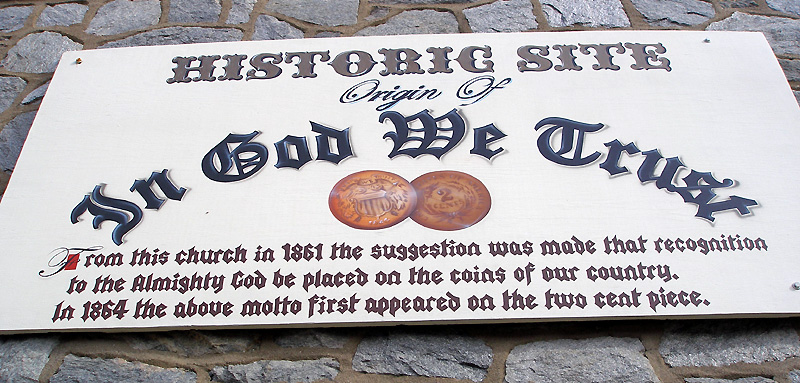 HISTORIC SITE
Origin Of
In God We Trust
From this church in 1861 the suggestion was made that recognition
to the Almighty God be placed on the coins of our country.
In 1864 the above motto first appeared on the two cent piece.